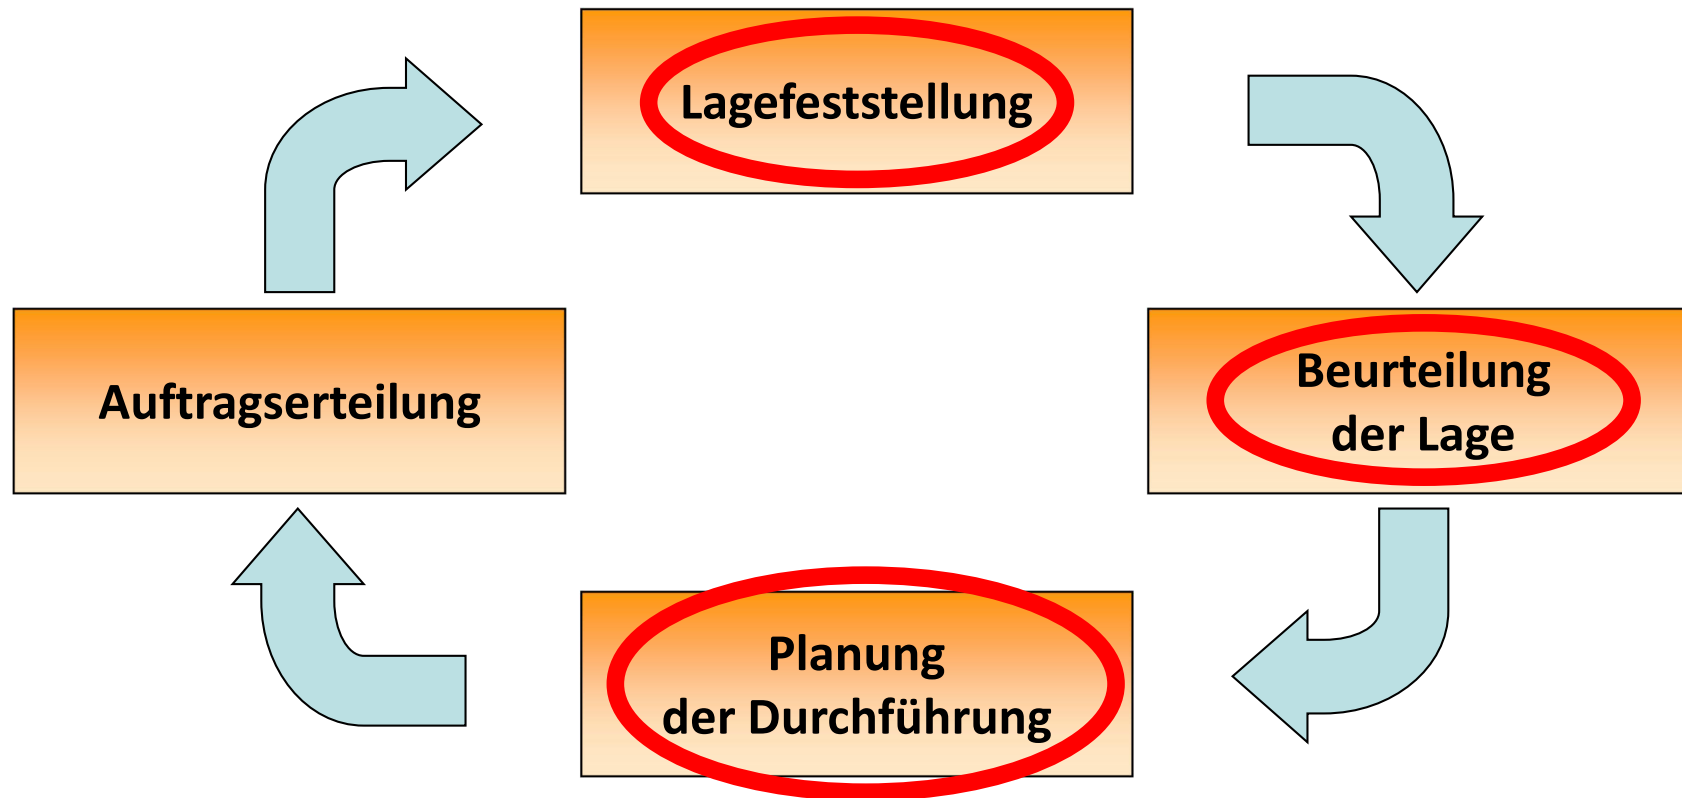 Lagefeststellung
Auftragserteilung
Beurteilung
der Lage
Planung
der Durchführung